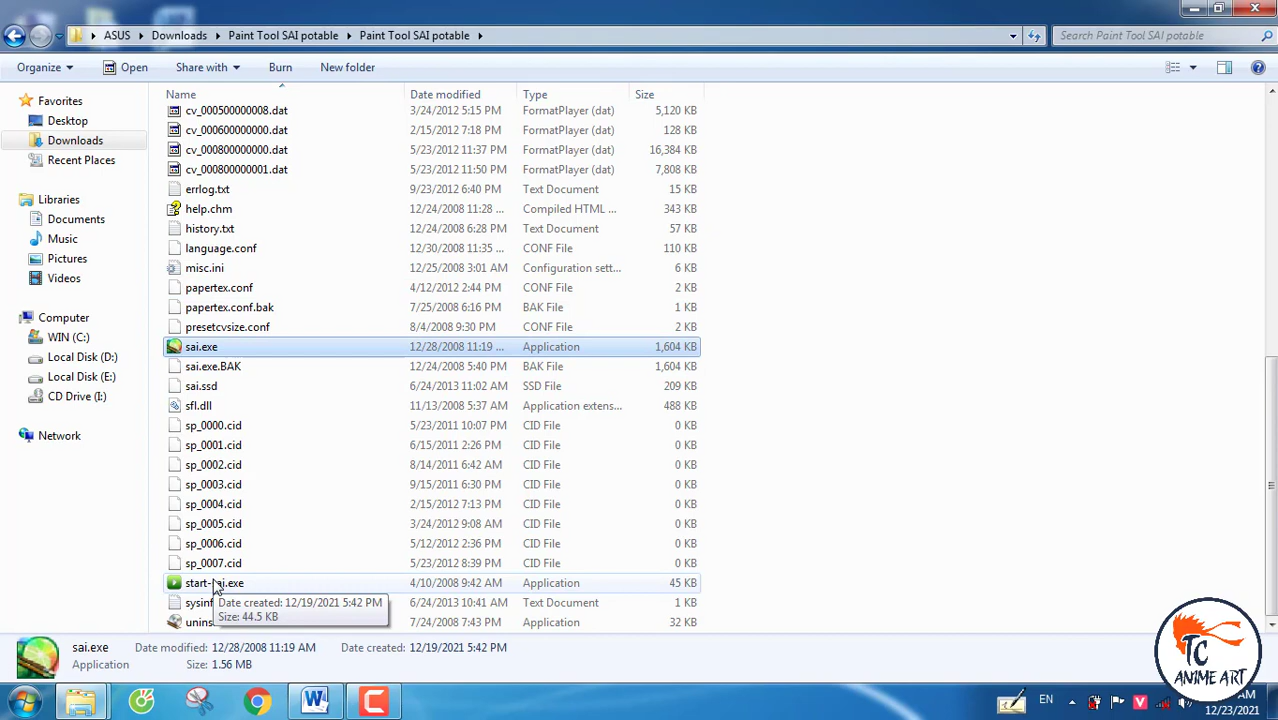 ASUS Downloads Paint Tool SAI potable Paint Tool SAI potable Search Paint Tool SAI potable
Organize Open Share with Burn New folder
Name Date modified Type Size
Favorites
Desktop
Downloads
Recent Places
Libraries
Documents
Music
Pictures
Videos
Computer
WIN (C:)
Local Disk (D:)
Local Disk (E:)
CD Drive (I:)
Network
cv_000500000008.dat 3/24/2012 5:15 PM FormatPlayer (dat) 5,120 KB
cv_000600000000.dat 2/15/2012 7:18 PM FormatPlayer (dat) 128 KB
cv_000800000000.dat 5/23/2012 11:37 PM FormatPlayer (dat) 16,384 KB
cv_000800000001.dat 5/23/2012 11:50 PM FormatPlayer (dat) 7,808 KB
errlog.txt 9/23/2012 6:40 PM Text Document 15 KB
help.chm 12/24/2008 11:28 ... Compiled HTML ... 343 KB
history.txt 12/24/2008 6:28 PM Text Document 57 KB
language.conf 12/30/2008 11:35 ... CONF File 110 KB
misc.ini 12/25/2008 3:01 AM Configuration sett... 6 KB
papertex.conf 4/12/2012 2:44 PM CONF File 2 KB
papertex.conf.bak 7/25/2008 6:16 PM BAK File 1 KB
presetcvsize.conf 8/4/2008 9:30 PM CONF File 2 KB
sai.exe 12/28/2008 11:19 ... Application 1,604 KB
sai.exe.BAK 12/24/2008 5:40 PM BAK File 1,604 KB
sai.ssd 6/24/2013 11:02 AM SSD File 209 KB
sfl.dll 11/13/2008 5:37 AM Application extens... 488 KB
sp_0000.cid 5/23/2011 10:07 PM CID File 0 KB
sp_0001.cid 6/15/2011 2:26 PM CID File 0 KB
sp_0002.cid 8/14/2011 6:42 AM CID File 0 KB
sp_0003.cid 9/15/2011 6:30 PM CID File 0 KB
sp_0004.cid 2/15/2012 7:13 PM CID File 0 KB
sp_0005.cid 3/24/2012 9:08 AM CID File 0 KB
sp_0006.cid 5/12/2012 2:36 PM CID File 0 KB
sp_0007.cid 5/23/2012 8:39 PM CID File 0 KB
start-sai.exe 4/10/2008 9:42 AM Application 45 KB
sysinf 6/24/2013 10:41 AM Text Document 1 KB
unins 7/28/2008 7:43 PM Application 32 KB
Date created: 12/19/2021 5:42 PM
Size: 44.5 KB
sai.exe Date modified: 12/28/2008 11:19 AM Date created: 12/19/2021 5:42 PM
Application Size: 1.56 MB
TC
ANIME ART
EN AM
12/23/2021